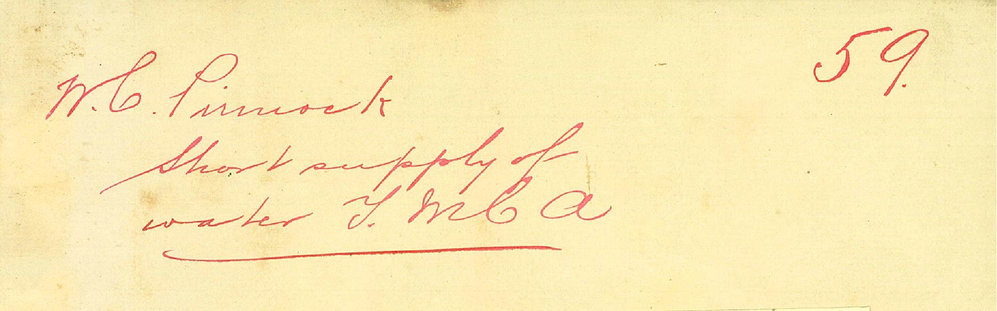 59.
W. C. Pinnock
Short supply of
water Y. M C A